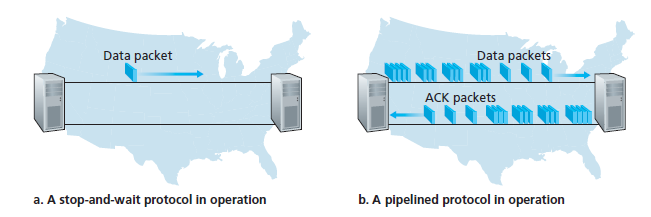 Data packet
Data packets
ACK packets
a. A stop-and-wait protocol in operation
b. A pipelined protocol in operation